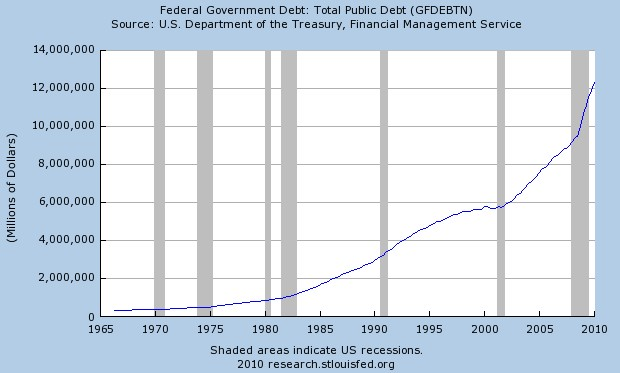 Federal Government Debt: Total Public Debt (GFDEBTN)
Source: U.S. Department of the Treasury, Financial Management Service
14,000,000
12,000,000
10,000,000
8,000,000
6,000,000
4,000,000
2,000,000
0
(Millions of Dollars)
1965 1970 1975 1980 1985 1990 1995 2000 2005 2010
Shaded areas indicate US recessions.
2010 research.stlouisfed.org